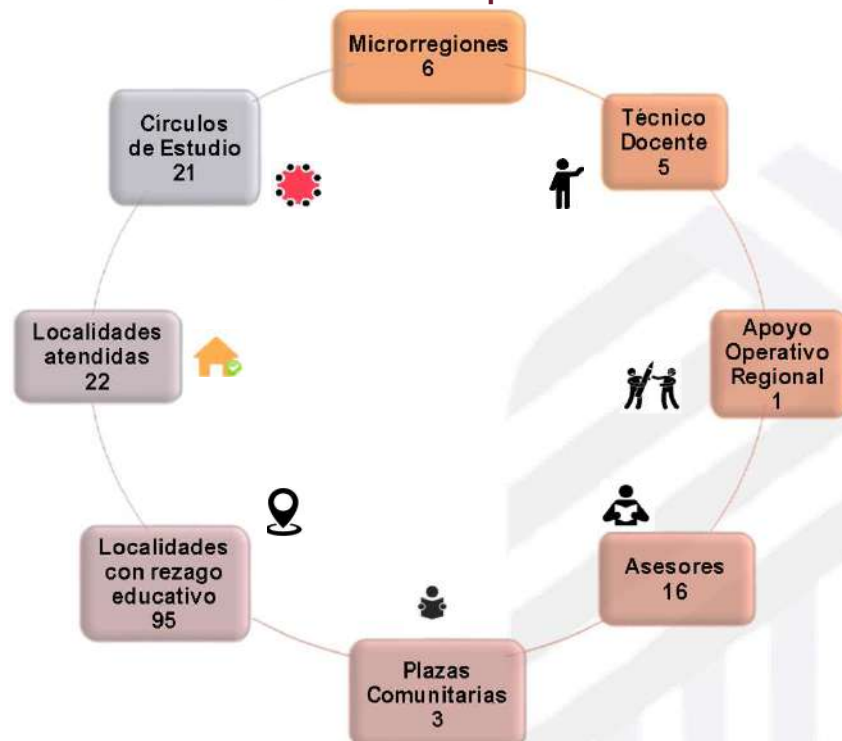 Microrregiones
6
Técnico
Docente
5
Apoyo
Operativo
Regional
1
Asesores
16
Plazas
Comunitarias
3
Localidades
con rezago
educativo
95
Localidades
atendidas
22
Círculos
de Estudio
21